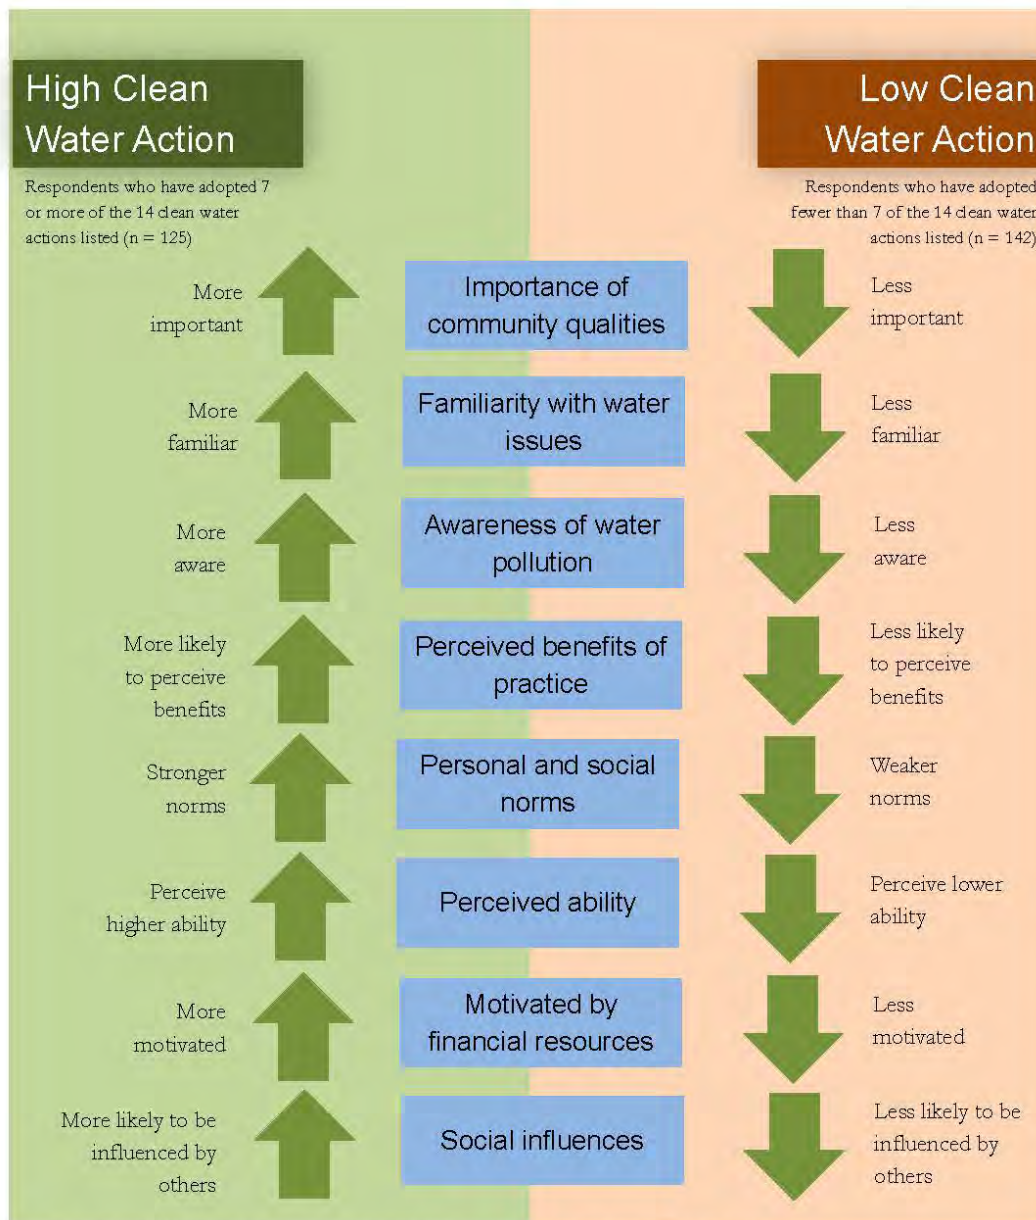 High Clean
Water Action
Low Clean
Water Action
Respondents who have adopted 7
or more of the 14 clean water
actions listed (n = 125)
Respondents who have adopted
fewer than 7 of the 14 clean water
actions listed (n = 142)
More
important
Importance of
community qualities
Less
important
More
familiar
Familiarity with water
issues
Less
familiar
More
aware
Awareness of water
pollution
Less
aware
More likely
to perceive
benefits
Perceived benefits of
practice
Less likely
to perceive
benefits
Stronger
norms
Personal and social
norms
Weaker
norms
Perceive
higher ability
Perceived ability
Perceive lower
ability
More
motivated
Motivated by
financial resources
Less
motivated
More likely to be
influenced by
others
Social influences
Less likely to be
influenced by
others